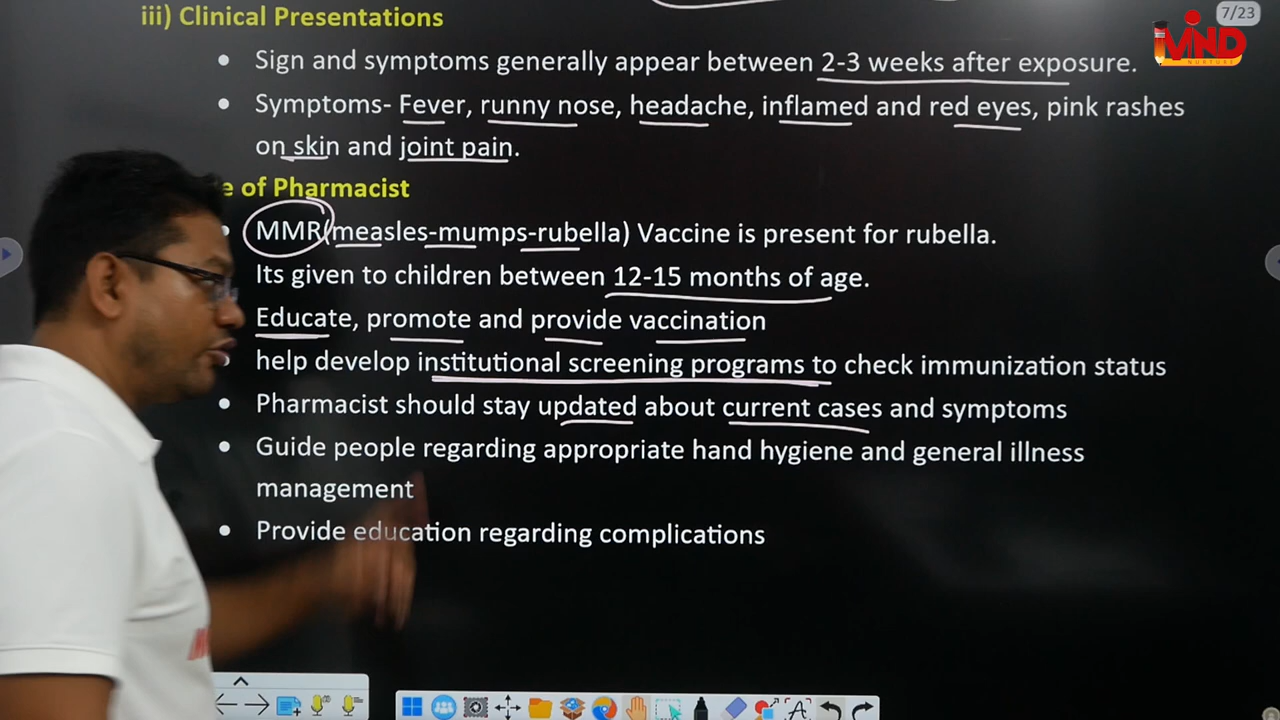 iii) Clinical Presentations
7/23
MIND
NURTURE
Sign and symptoms generally appear between 2-3 weeks after exposure.
Symptoms- Fever, runny nose, headache, inflamed and red eyes, pink rashes
on skin and joint pain.
e of Pharmacist
MMR(measles-mumps-rubella) Vaccine is present for rubella.
Its given to children between 12-15 months of age.
Educate, promote and provide vaccination
help develop institutional screening programs to check immunization status
Pharmacist should stay updated about current cases and symptoms
Guide people regarding appropriate hand hygiene and general illness
management
Provide education regarding complications